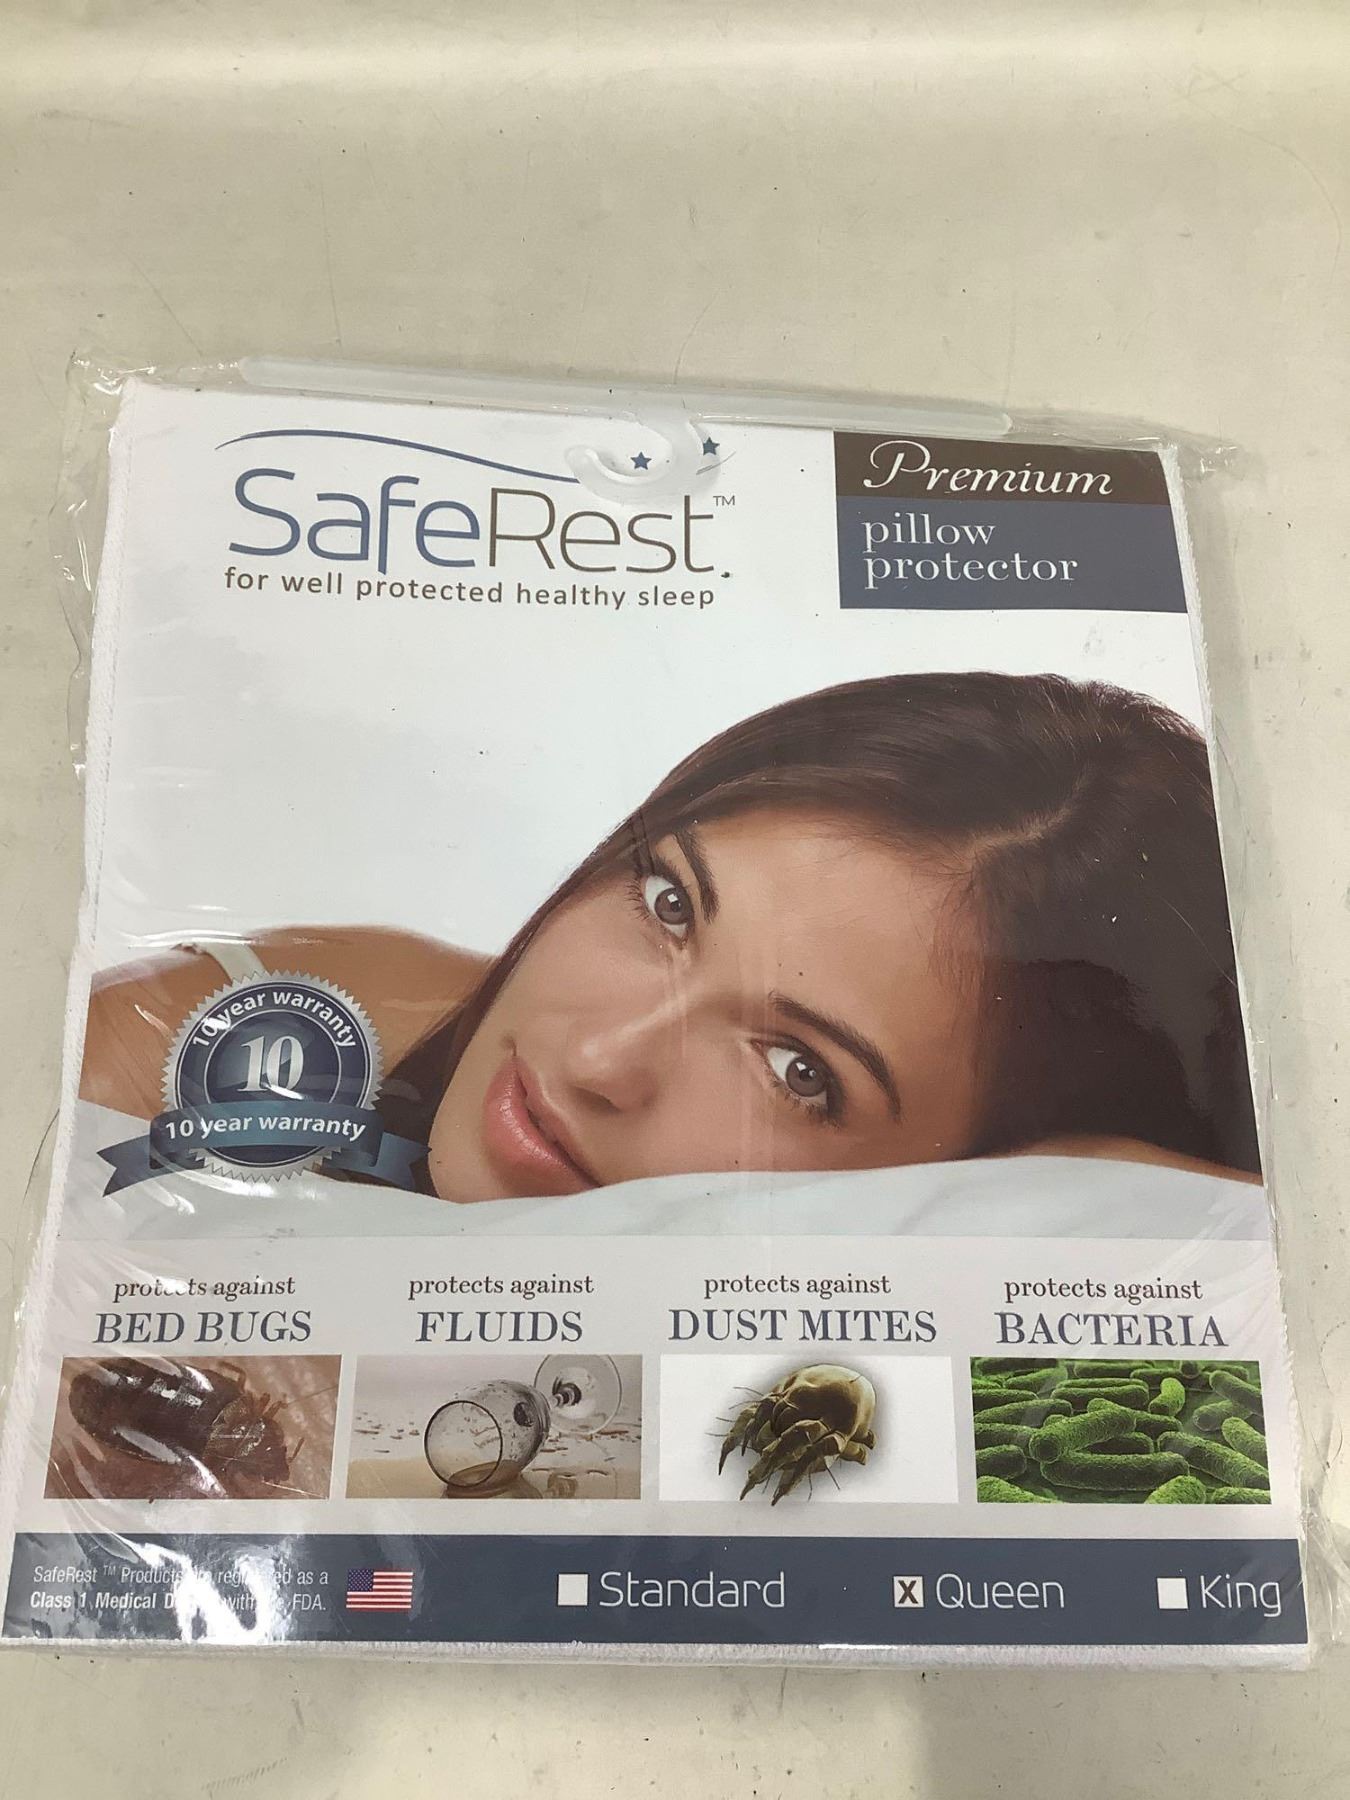 SafeRest™
for well protected healthy sleep
Premium
pillow
protector
10 year warranty
10
10 year warranty
protects against
BED BUGS
protects against
FLUIDS
protects against
DUST MITES
protects against
BACTERIA
SafeRest ™ Products registered as a
Class 1 Medical with FDA.
Standard
X Queen
King